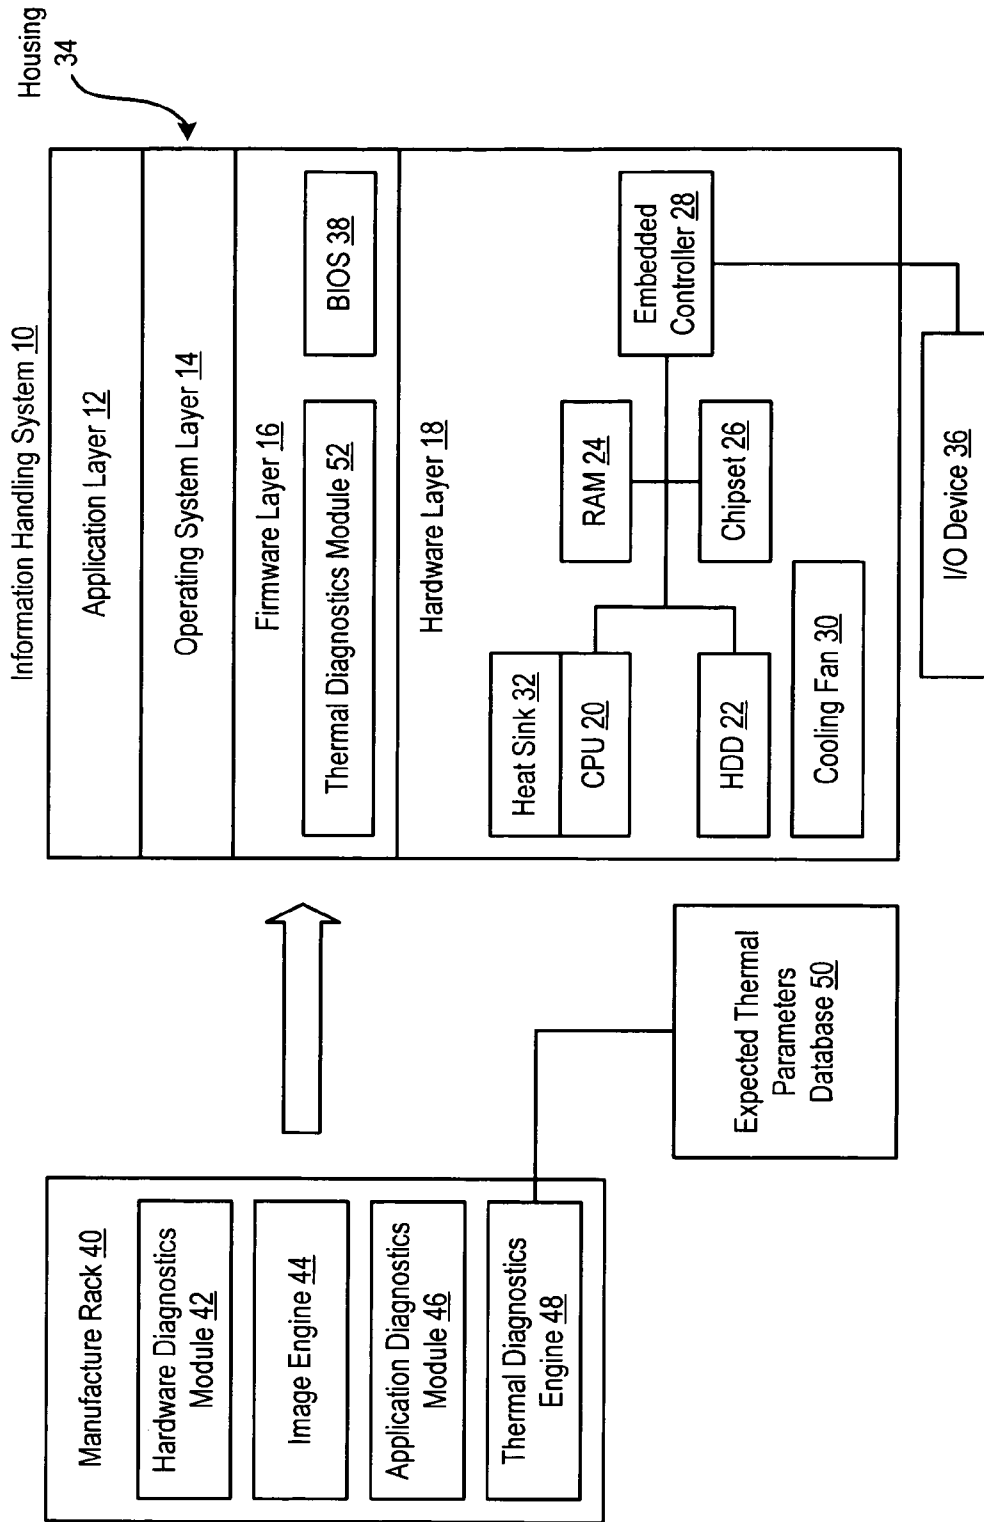 Manufacture Rack 40
Hardware Diagnostics
Module 42
Image Engine 44
Application Diagnostics
Module 46
Thermal Diagnostics
Engine 48
Expected Thermal
Parameters
Database 50
Information Handling System 10
Housing
34
Application Layer 12
Operating System Layer 14
Firmware Layer 16
Thermal Diagnostics Module 52
BIOS 38
Hardware Layer 18
Heat Sink 32
CPU 20
RAM 24
Embedded
Controller 28
HDD 22
Chipset 26
Cooling Fan 30
I/O Device 36